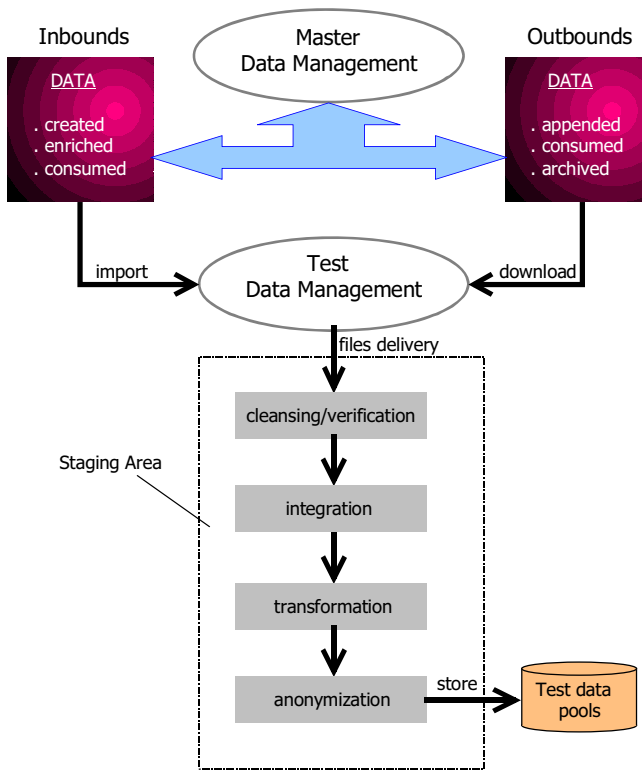 Inbounds
Master
Data Management
Outbounds
DATA
. created
. enriched
. consumed
DATA
. appended
. consumed
. archived
import
Test
Data Management
download
files delivery
cleansing/verification
Staging Area
integration
transformation
anonymization
store
Test data
pools